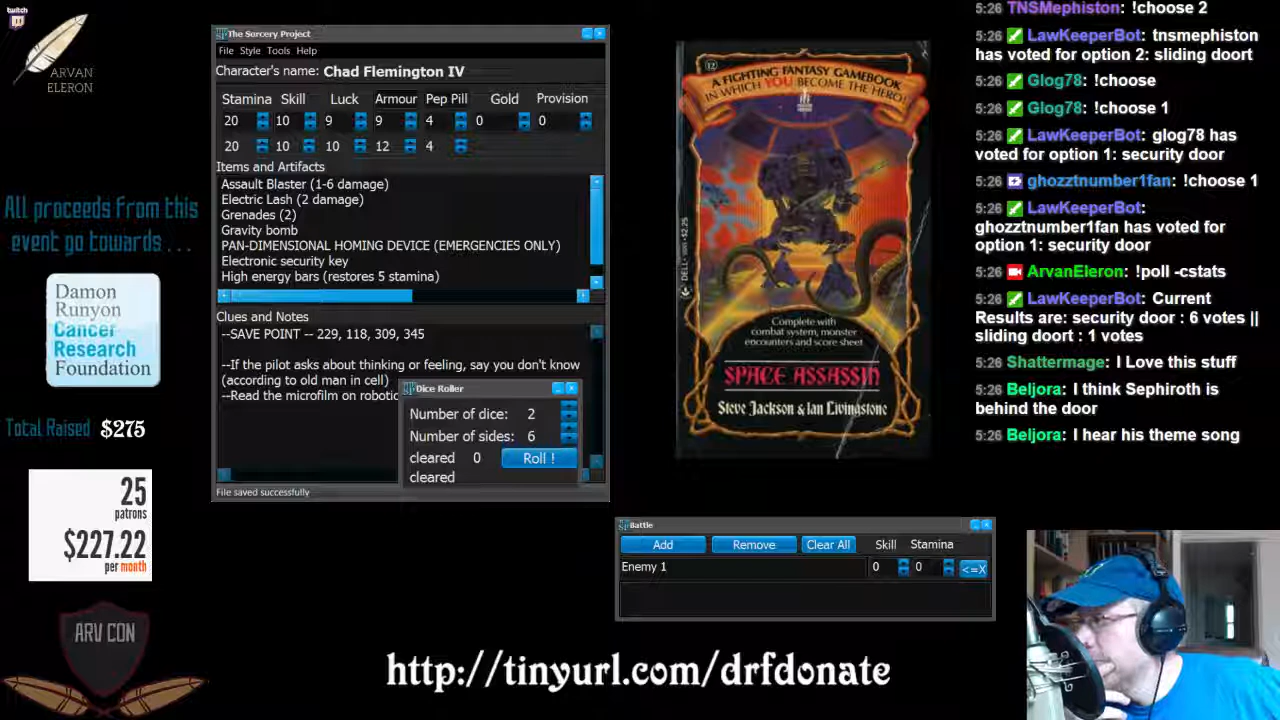 twitch
ARVAN
ELERON
All proceeds from this
event go towards . . .
Damon
Runyon
Cancer
Research
Foundation
Total Raised $275
25
patrons
$227.22
per month
ARV CON
The Sorcery Project
File Style Tools Help
Character's name: Chad Flemington IV
Stamina Skill Luck Armour Pep Pill Gold Provision
20 10 9 9 4 0 0
20 10 10 12 4
Items and Artifacts
Assault Blaster (1-6 damage)
Electric Lash (2 damage)
Grenades (2)
Gravity bomb
PAN-DIMENSIONAL HOMING DEVICE (EMERGENCIES ONLY)
Electronic security key
High energy bars (restores 5 stamina)
Clues and Notes
--SAVE POINT -- 229, 118, 309, 345
--If the pilot asks about thinking or feeling, say you don't know
(according to old man in cell)
--Read the microfilm on robotic
File saved successfully
Dice Roller
Number of dice: 2
Number of sides: 6
cleared 0 Roll !
cleared
12
A FIGHTING FANTASY GAMEBOOK
IN WHICH YOU BECOME THE HERO!
DELL $2.25
Complete with
combat system, monster
encounters and score sheet
SPACE ASSASSIN
Steve Jackson & Ian Livingstone
Battle
Add Remove Clear All Skill Stamina
Enemy 1 0 0 <=X
http://tinyurl.com/drfdonate
TNSMephiston: !choose 2
5:26 LawKeeperBot: tnsmephiston
has voted for option 2: sliding doort
5:26 Glog78: !choose
5:26 Glog78: !choose 1
5:26 LawKeeperBot: glog78 has
voted for option 1: security door
5:26 ghozztnumber1fan: !choose 1
5:26 LawKeeperBot:
ghozztnumber1fan has voted for
option 1: security door
5:26 ArvanEleron: !poll -cstats
5:26 LawKeeperBot: Current
Results are: security door : 6 votes ||
sliding doort : 1 votes
5:26 Shattermage: I Love this stuff
5:26 Beljora: I think Sephiroth is
behind the door
5:26 Beljora: I hear his theme song